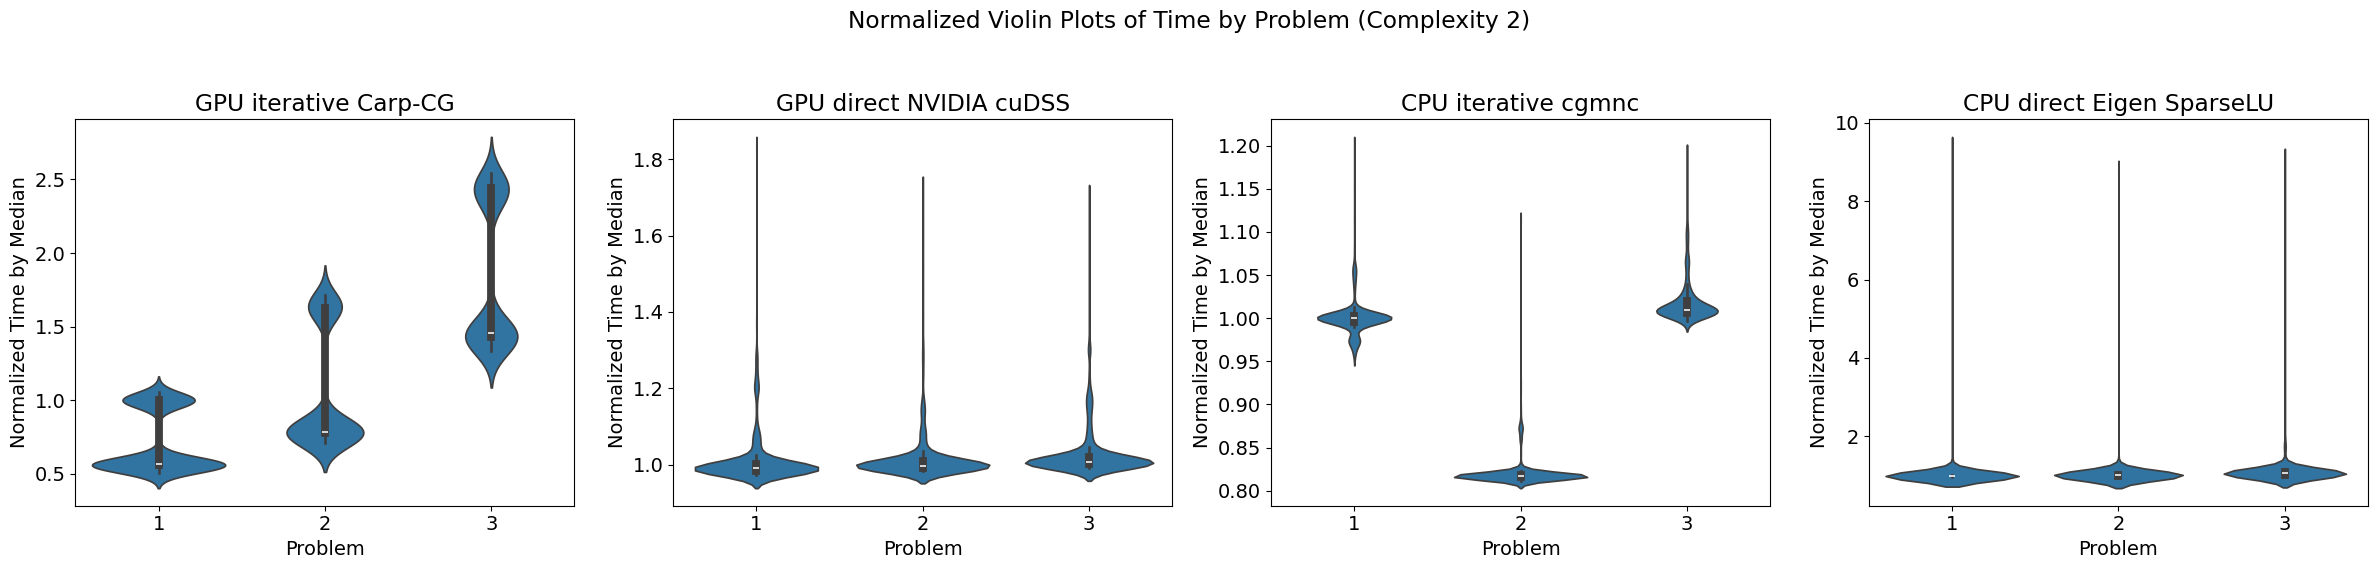 Normalized Violin Plots of Time by Problem (Complexity 2)
GPU iterative Carp-CG
Normalized Time by Median
2.5
2.0
1.5
1.0
0.5
1 2 3
Problem
GPU direct NVIDIA cuDSS
Normalized Time by Median
1.8
1.6
1.4
1.2
1.0
1 2 3
Problem
CPU iterative cgmnc
Normalized Time by Median
1.20
1.15
1.10
1.05
1.00
0.95
0.90
0.85
0.80
1 2 3
Problem
CPU direct Eigen SparseLU
Normalized Time by Median
10
8
6
4
2
1 2 3
Problem